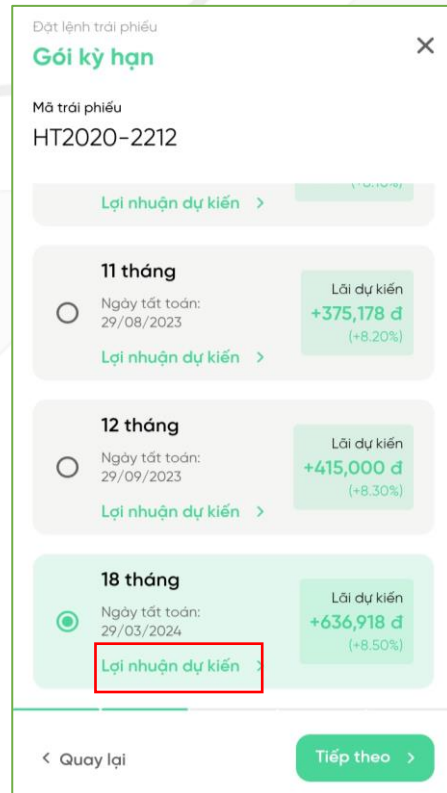 Đặt lệnh trái phiếu
Gói kỳ hạn
Mã trái phiếu
HT2020-2212
Lợi nhuận dự kiến
11 tháng
Ngày tất toán:
29/08/2023
Lợi nhuận dự kiến
Lãi dự kiến
+375,178 đ
(+8.20%)
12 tháng
Ngày tất toán:
29/09/2023
Lợi nhuận dự kiến
Lãi dự kiến
+415,000 đ
(+8.30%)
18 tháng
Ngày tất toán:
29/03/2024
Lợi nhuận dự kiến
Lãi dự kiến
+636,918 đ
(+8.50%)
Quay lại
Tiếp theo